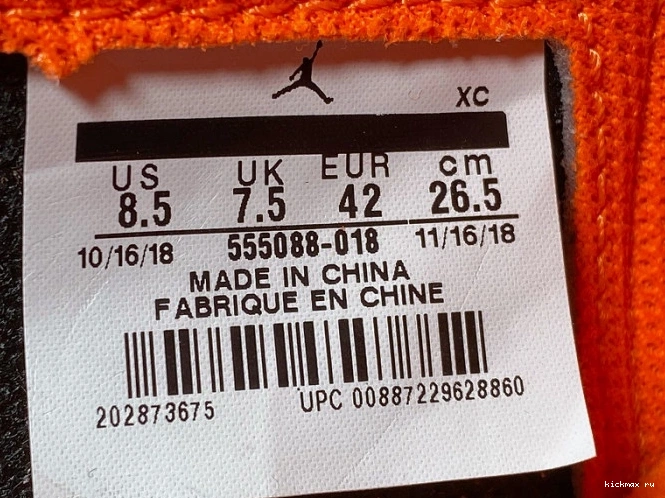 XC
US UK EUR cm
8.5 7.5 42 26.5
10/16/18 555088-018 11/16/18
MADE IN CHINA
FABRIQUE EN CHINE
202873675 UPC 00887229628860
kickmax ru